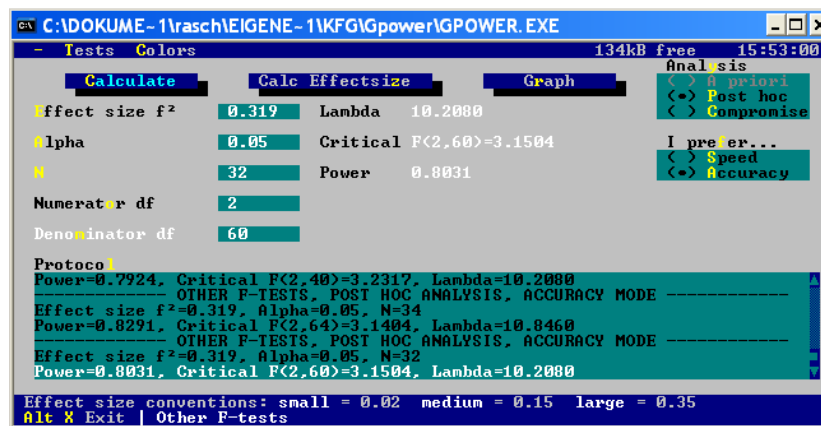 C:\DOKUME~1\rasch\EIGENE~1\KFG\Gpower\GPOWER.EXE
- Tests Colors 134kB free 15:53:00
Calculate Calc Effectsize Graph
Analysis
( ) A priori
(•) Post hoc
( ) Compromise
Effect size f² 0.319 Lambda 10.2080
Alpha 0.05 Critical F(2,60)=3.1504
I prefer...
( ) Speed
(•) Accuracy
N 32 Power 0.8031
Numerator df 2
Denominator df 60
Protocol
Power=0.7924, Critical F(2,40)=3.2317, Lambda=10.2080
------------- OTHER F-TESTS, POST HOC ANALYSIS, ACCURACY MODE ------------
Effect size f²=0.319, Alpha=0.05, N=34
Power=0.8291, Critical F(2,64)=3.1404, Lambda=10.8460
------------- OTHER F-TESTS, POST HOC ANALYSIS, ACCURACY MODE ------------
Effect size f²=0.319, Alpha=0.05, N=32
Power=0.8031, Critical F(2,60)=3.1504, Lambda=10.2080
Effect size conventions: small = 0.02 medium = 0.15 large = 0.35
Alt X Exit | Other F-tests